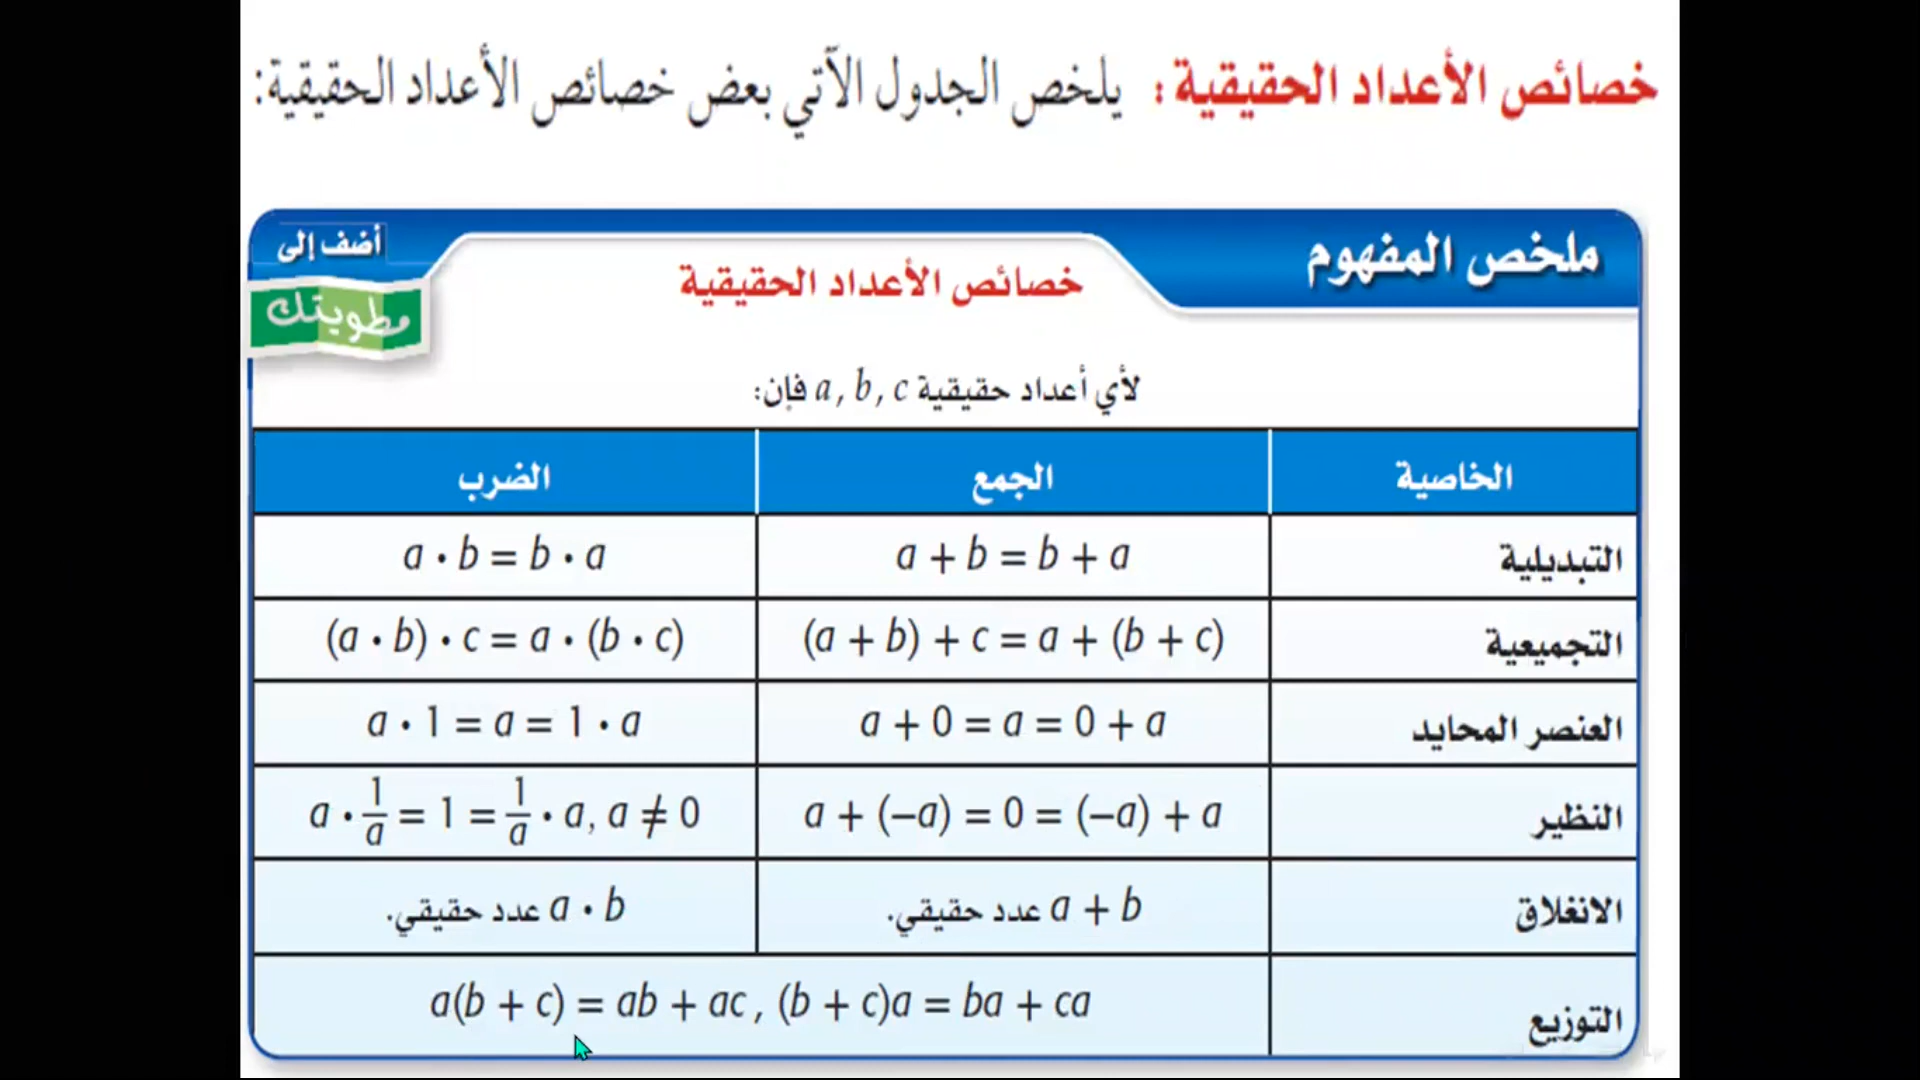 خصائص الأعداد الحقيقية : يلخص الجدول الآتي بعض خصائص الأعداد الحقيقية:
ملخص المفهوم
خصائص الأعداد الحقيقية
أضف إلى
مطويتك
لأي أعداد حقيقية a , b , c فإن:
الخاصية الجمع الضرب
التبديلية a + b = b + a a • b = b • a
التجميعية (a + b) + c = a + (b + c) (a • b) • c = a • (b • c)
العنصر المحايد a + 0 = a = 0 + a a • 1 = a = 1 • a
النظير a + (–a) = 0 = (–a) + a a • 1/a = 1 = 1/a • a, a ≠ 0
الانغلاق a + b عدد حقيقي. a • b عدد حقيقي.
التوزيع a(b + c) = ab + ac , (b + c)a = ba + ca